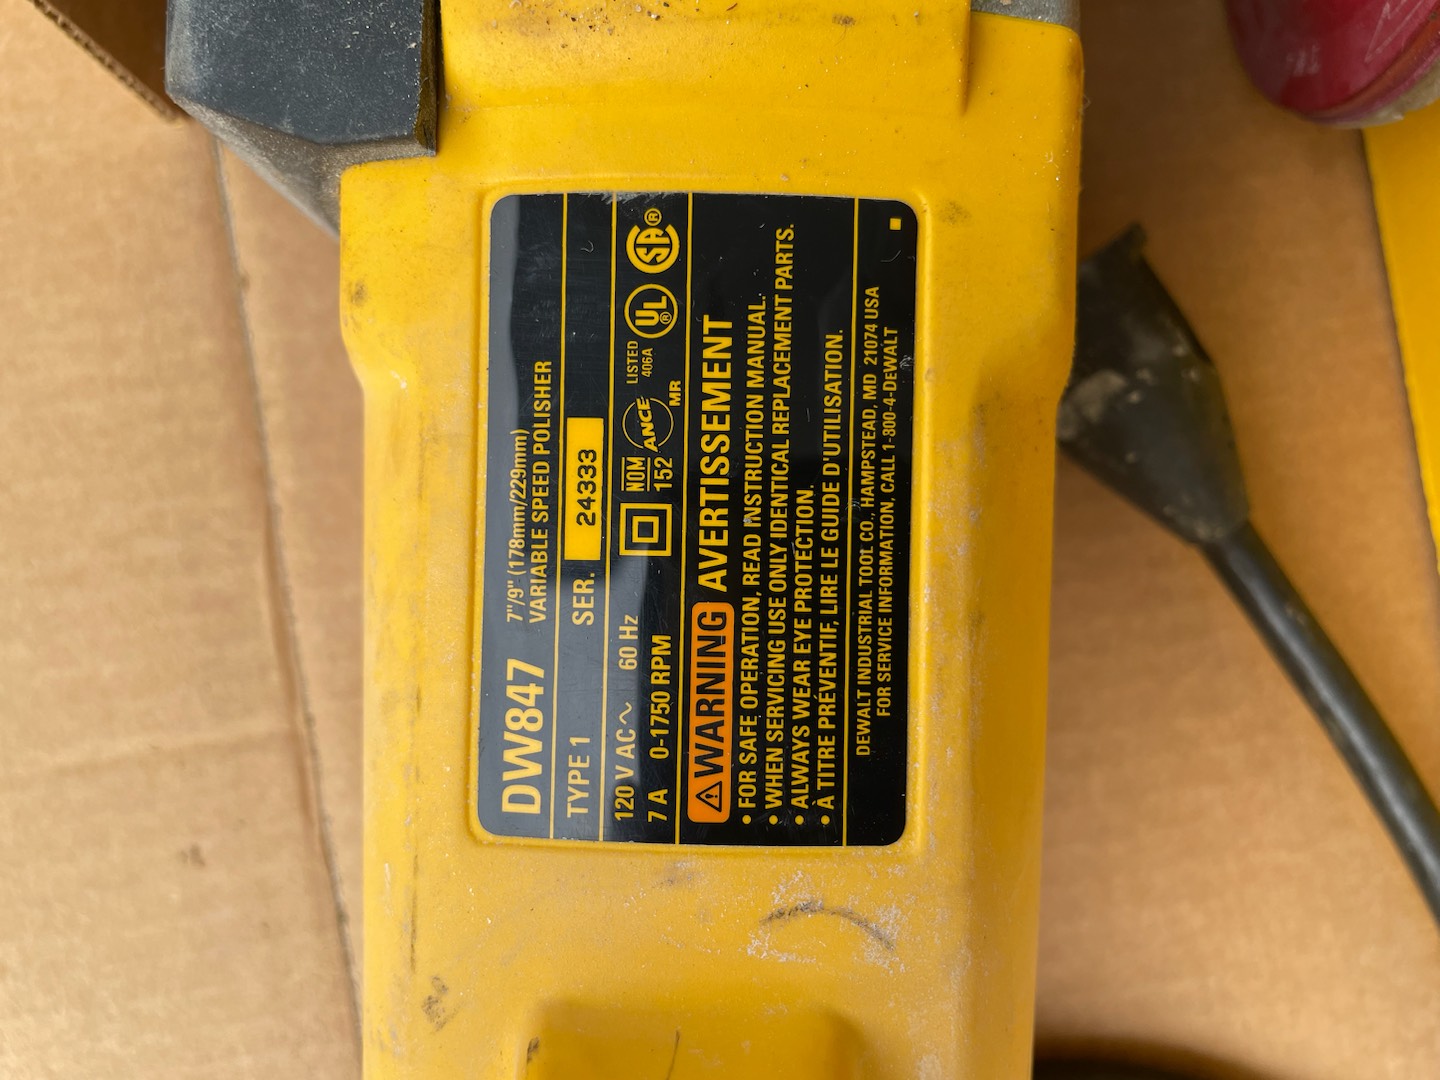 DW847
7"/9" (178mm/229mm)
VARIABLE SPEED POLISHER
TYPE 1 SER. 24333
120 V AC ~ 60 Hz
7 A 0-1750 RPM
NOM
152
ANCE
MR
LISTED
406A
UL ®
SA ®
⚠WARNING AVERTISSEMENT
• FOR SAFE OPERATION, READ INSTRUCTION MANUAL.
• WHEN SERVICING USE ONLY IDENTICAL REPLACEMENT PARTS.
• ALWAYS WEAR EYE PROTECTION.
• À TITRE PRÉVENTIF, LIRE LE GUIDE D'UTILISATION.
DEWALT INDUSTRIAL TOOL CO., HAMPSTEAD, MD 21074 USA
FOR SERVICE INFORMATION, CALL 1-800-4-DEWALT